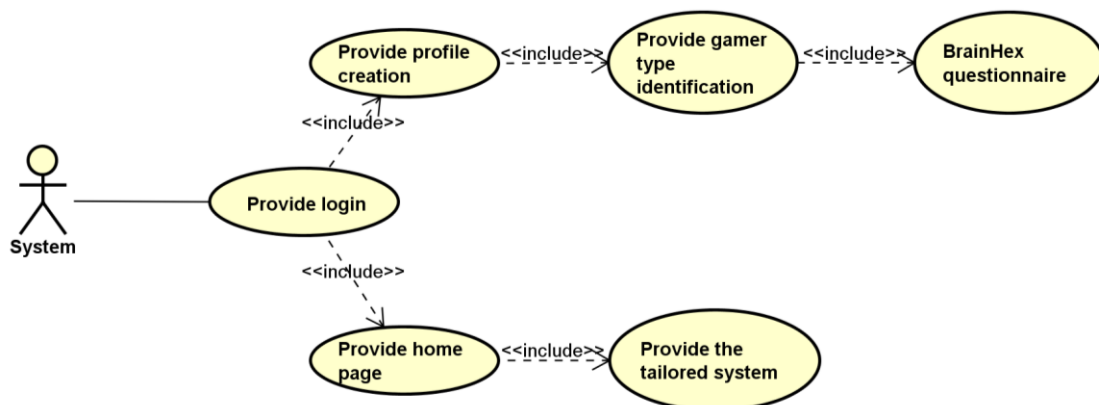 Provide profile
creation
<<include>>
Provide gamer
type
identification
<<include>>
BrainHex
questionnaire
<<include>>
System
Provide login
<<include>>
Provide home
page
<<include>>
Provide the
tailored system